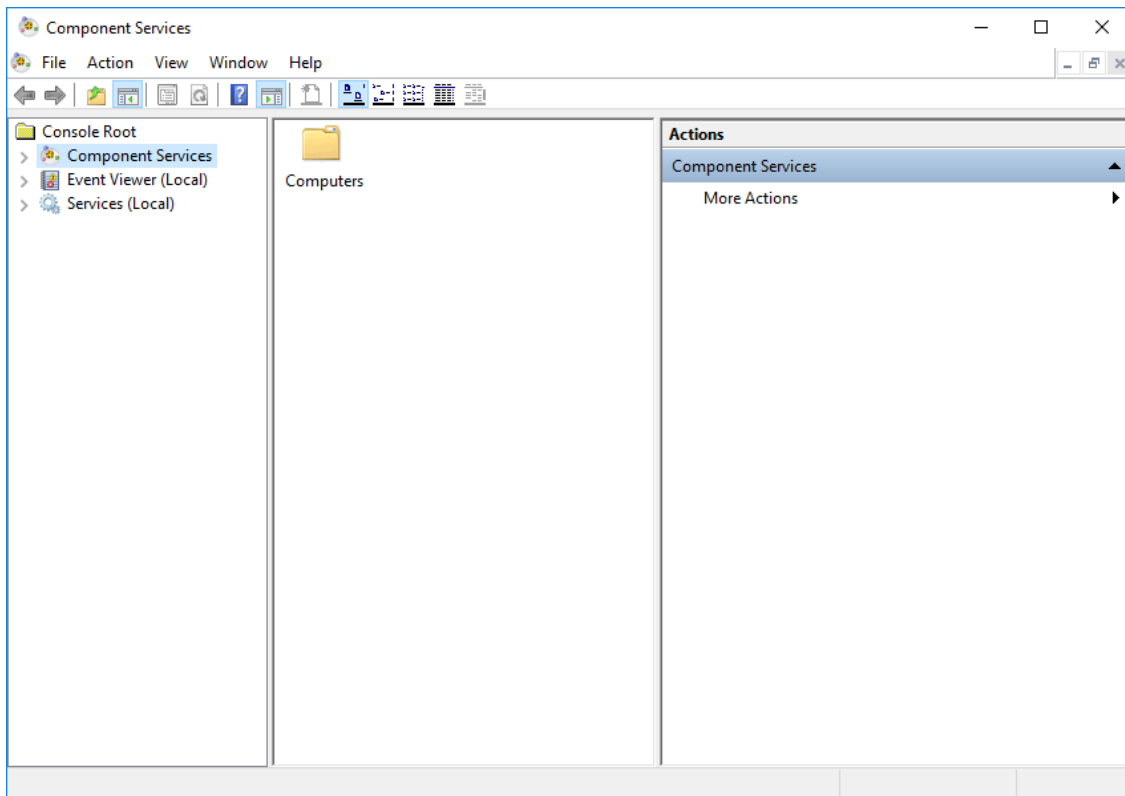 Component Services
File Action View Window Help
Console Root
Component Services
Event Viewer (Local)
Services (Local)
Computers
Actions
Component Services
More Actions